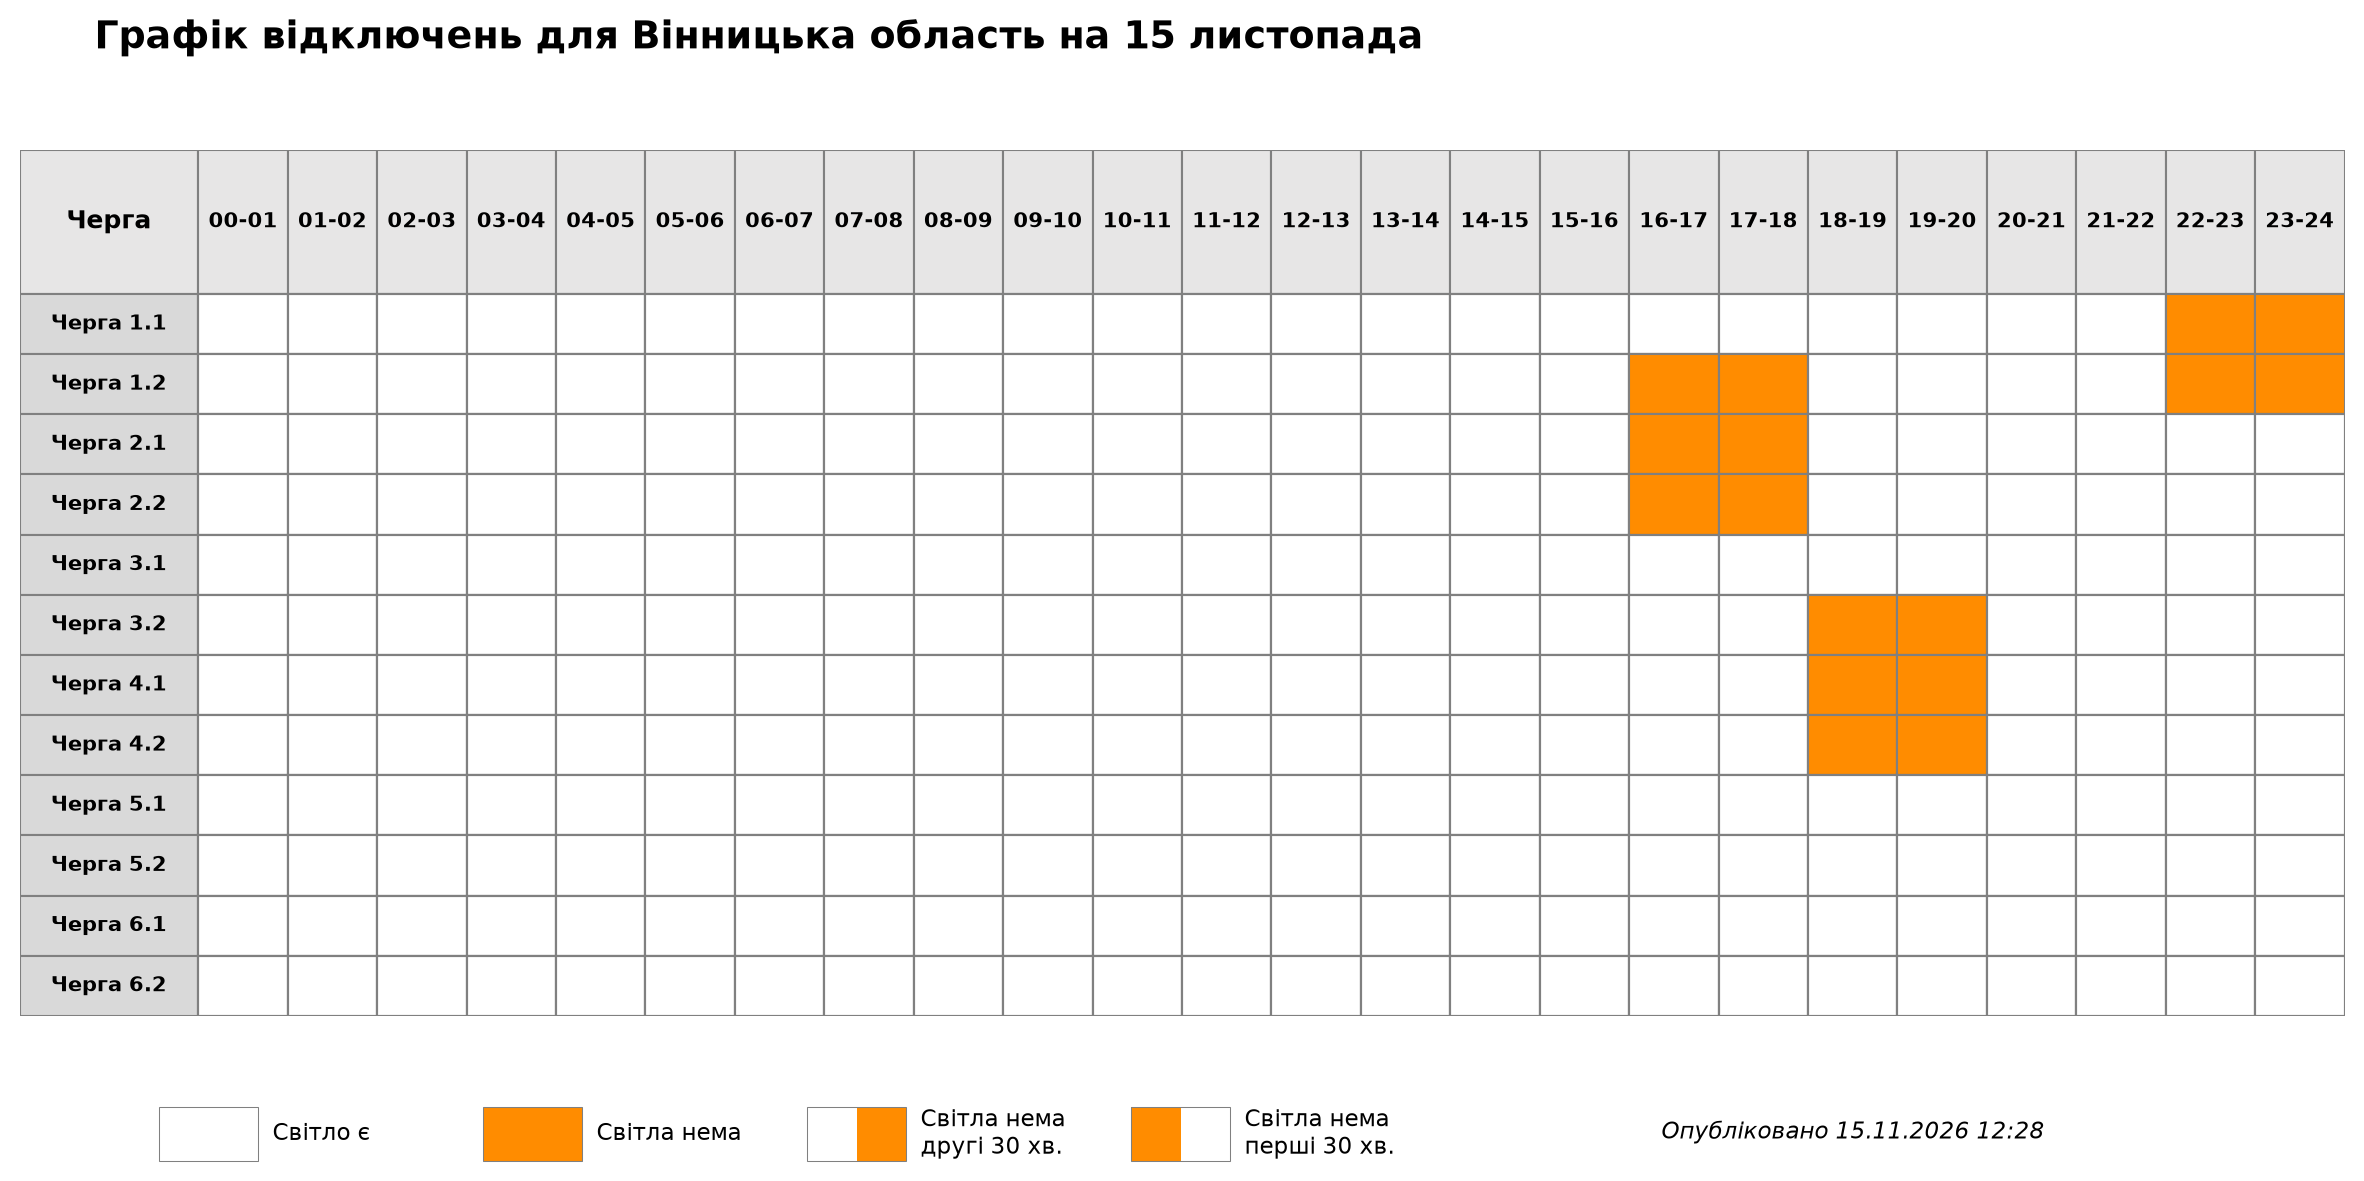 Графік відключень для Вінницька область на 15 листопада
Черга 00-01 01-02 02-03 03-04 04-05 05-06 06-07 07-08 08-09 09-10 10-11 11-12 12-13 13-14 14-15 15-16 16-17 17-18 18-19 19-20 20-21 21-22 22-23 23-24
Черга 1.1
Черга 1.2
Черга 2.1
Черга 2.2
Черга 3.1
Черга 3.2
Черга 4.1
Черга 4.2
Черга 5.1
Черга 5.2
Черга 6.1
Черга 6.2
Світло є
Світла нема
Світла нема
другі 30 хв.
Світла нема
перші 30 хв.
Опубліковано 15.11.2026 12:28